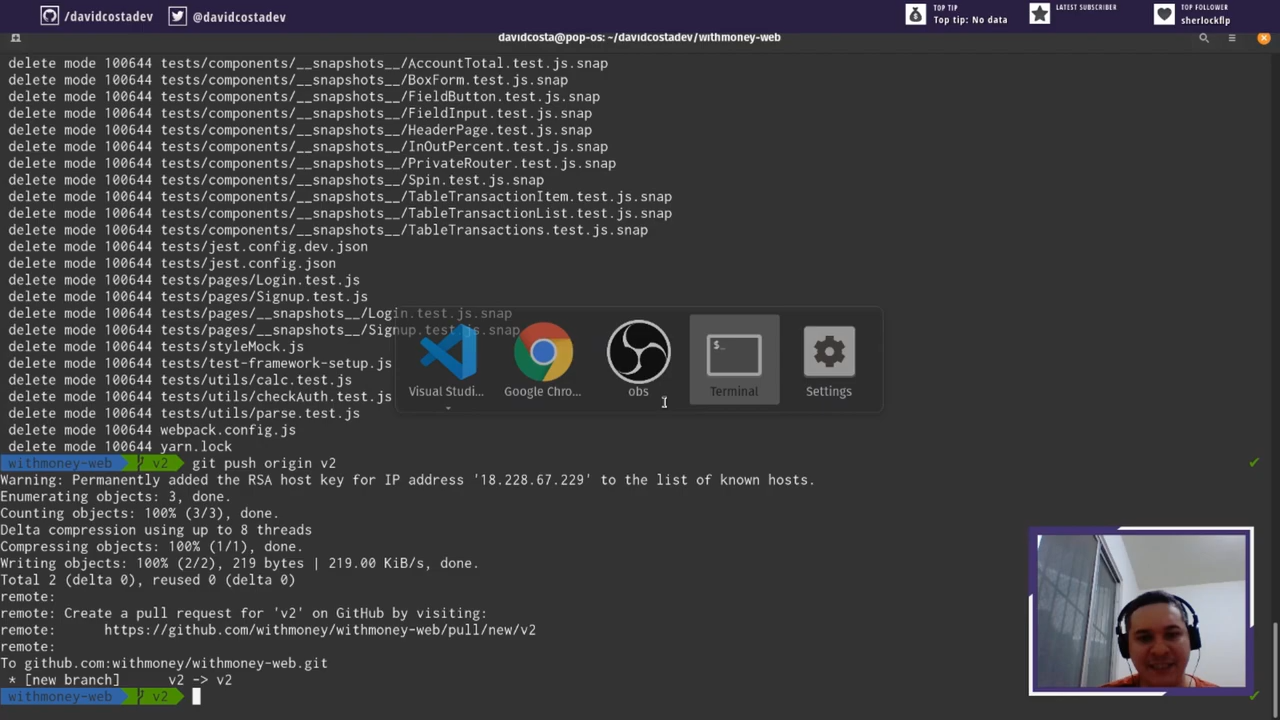 /davidcostadev @davidcostadev
TOP TIP
Top tip: No data
LATEST SUBSCRIBER
TOP FOLLOWER
sherlockflp
davidcosta@pop-os: ~/davidcostadev/withmoney-web
delete mode 100644 tests/components/__snapshots__/AccountTotal.test.js.snap
delete mode 100644 tests/components/__snapshots__/BoxForm.test.js.snap
delete mode 100644 tests/components/__snapshots__/FieldButton.test.js.snap
delete mode 100644 tests/components/__snapshots__/FieldInput.test.js.snap
delete mode 100644 tests/components/__snapshots__/HeaderPage.test.js.snap
delete mode 100644 tests/components/__snapshots__/InOutPercent.test.js.snap
delete mode 100644 tests/components/__snapshots__/PrivateRouter.test.js.snap
delete mode 100644 tests/components/__snapshots__/Spin.test.js.snap
delete mode 100644 tests/components/__snapshots__/TableTransactionItem.test.js.snap
delete mode 100644 tests/components/__snapshots__/TableTransactionList.test.js.snap
delete mode 100644 tests/components/__snapshots__/TableTransactions.test.js.snap
delete mode 100644 tests/jest.config.dev.json
delete mode 100644 tests/jest.config.json
delete mode 100644 tests/pages/Login.test.js
delete mode 100644 tests/pages/Signup.test.js
delete mode 100644 tests/pages/__snapshots__/Login.test.js.snap
delete mode 100644 tests/pages/__snapshots__/Signup.test.js.snap
delete mode 100644 tests/styleMock.js
delete mode 100644 tests/test-framework-setup.js
delete mode 100644 tests/utils/calc.test.js
delete mode 100644 tests/utils/checkAuth.test.js
delete mode 100644 tests/utils/parse.test.js
delete mode 100644 webpack.config.js
delete mode 100644 yarn.lock
Visual Studi... Google Chro... obs Terminal Settings
withmoney-web v2 git push origin v2
Warning: Permanently added the RSA host key for IP address '18.228.67.229' to the list of known hosts.
Enumerating objects: 3, done.
Counting objects: 100% (3/3), done.
Delta compression using up to 8 threads
Compressing objects: 100% (1/1), done.
Writing objects: 100% (2/2), 219 bytes | 219.00 KiB/s, done.
Total 2 (delta 0), reused 0 (delta 0)
remote:
remote: Create a pull request for 'v2' on GitHub by visiting:
remote: https://github.com/withmoney/withmoney-web/pull/new/v2
remote:
To github.com:withmoney/withmoney-web.git
* [new branch] v2 -> v2
withmoney-web v2